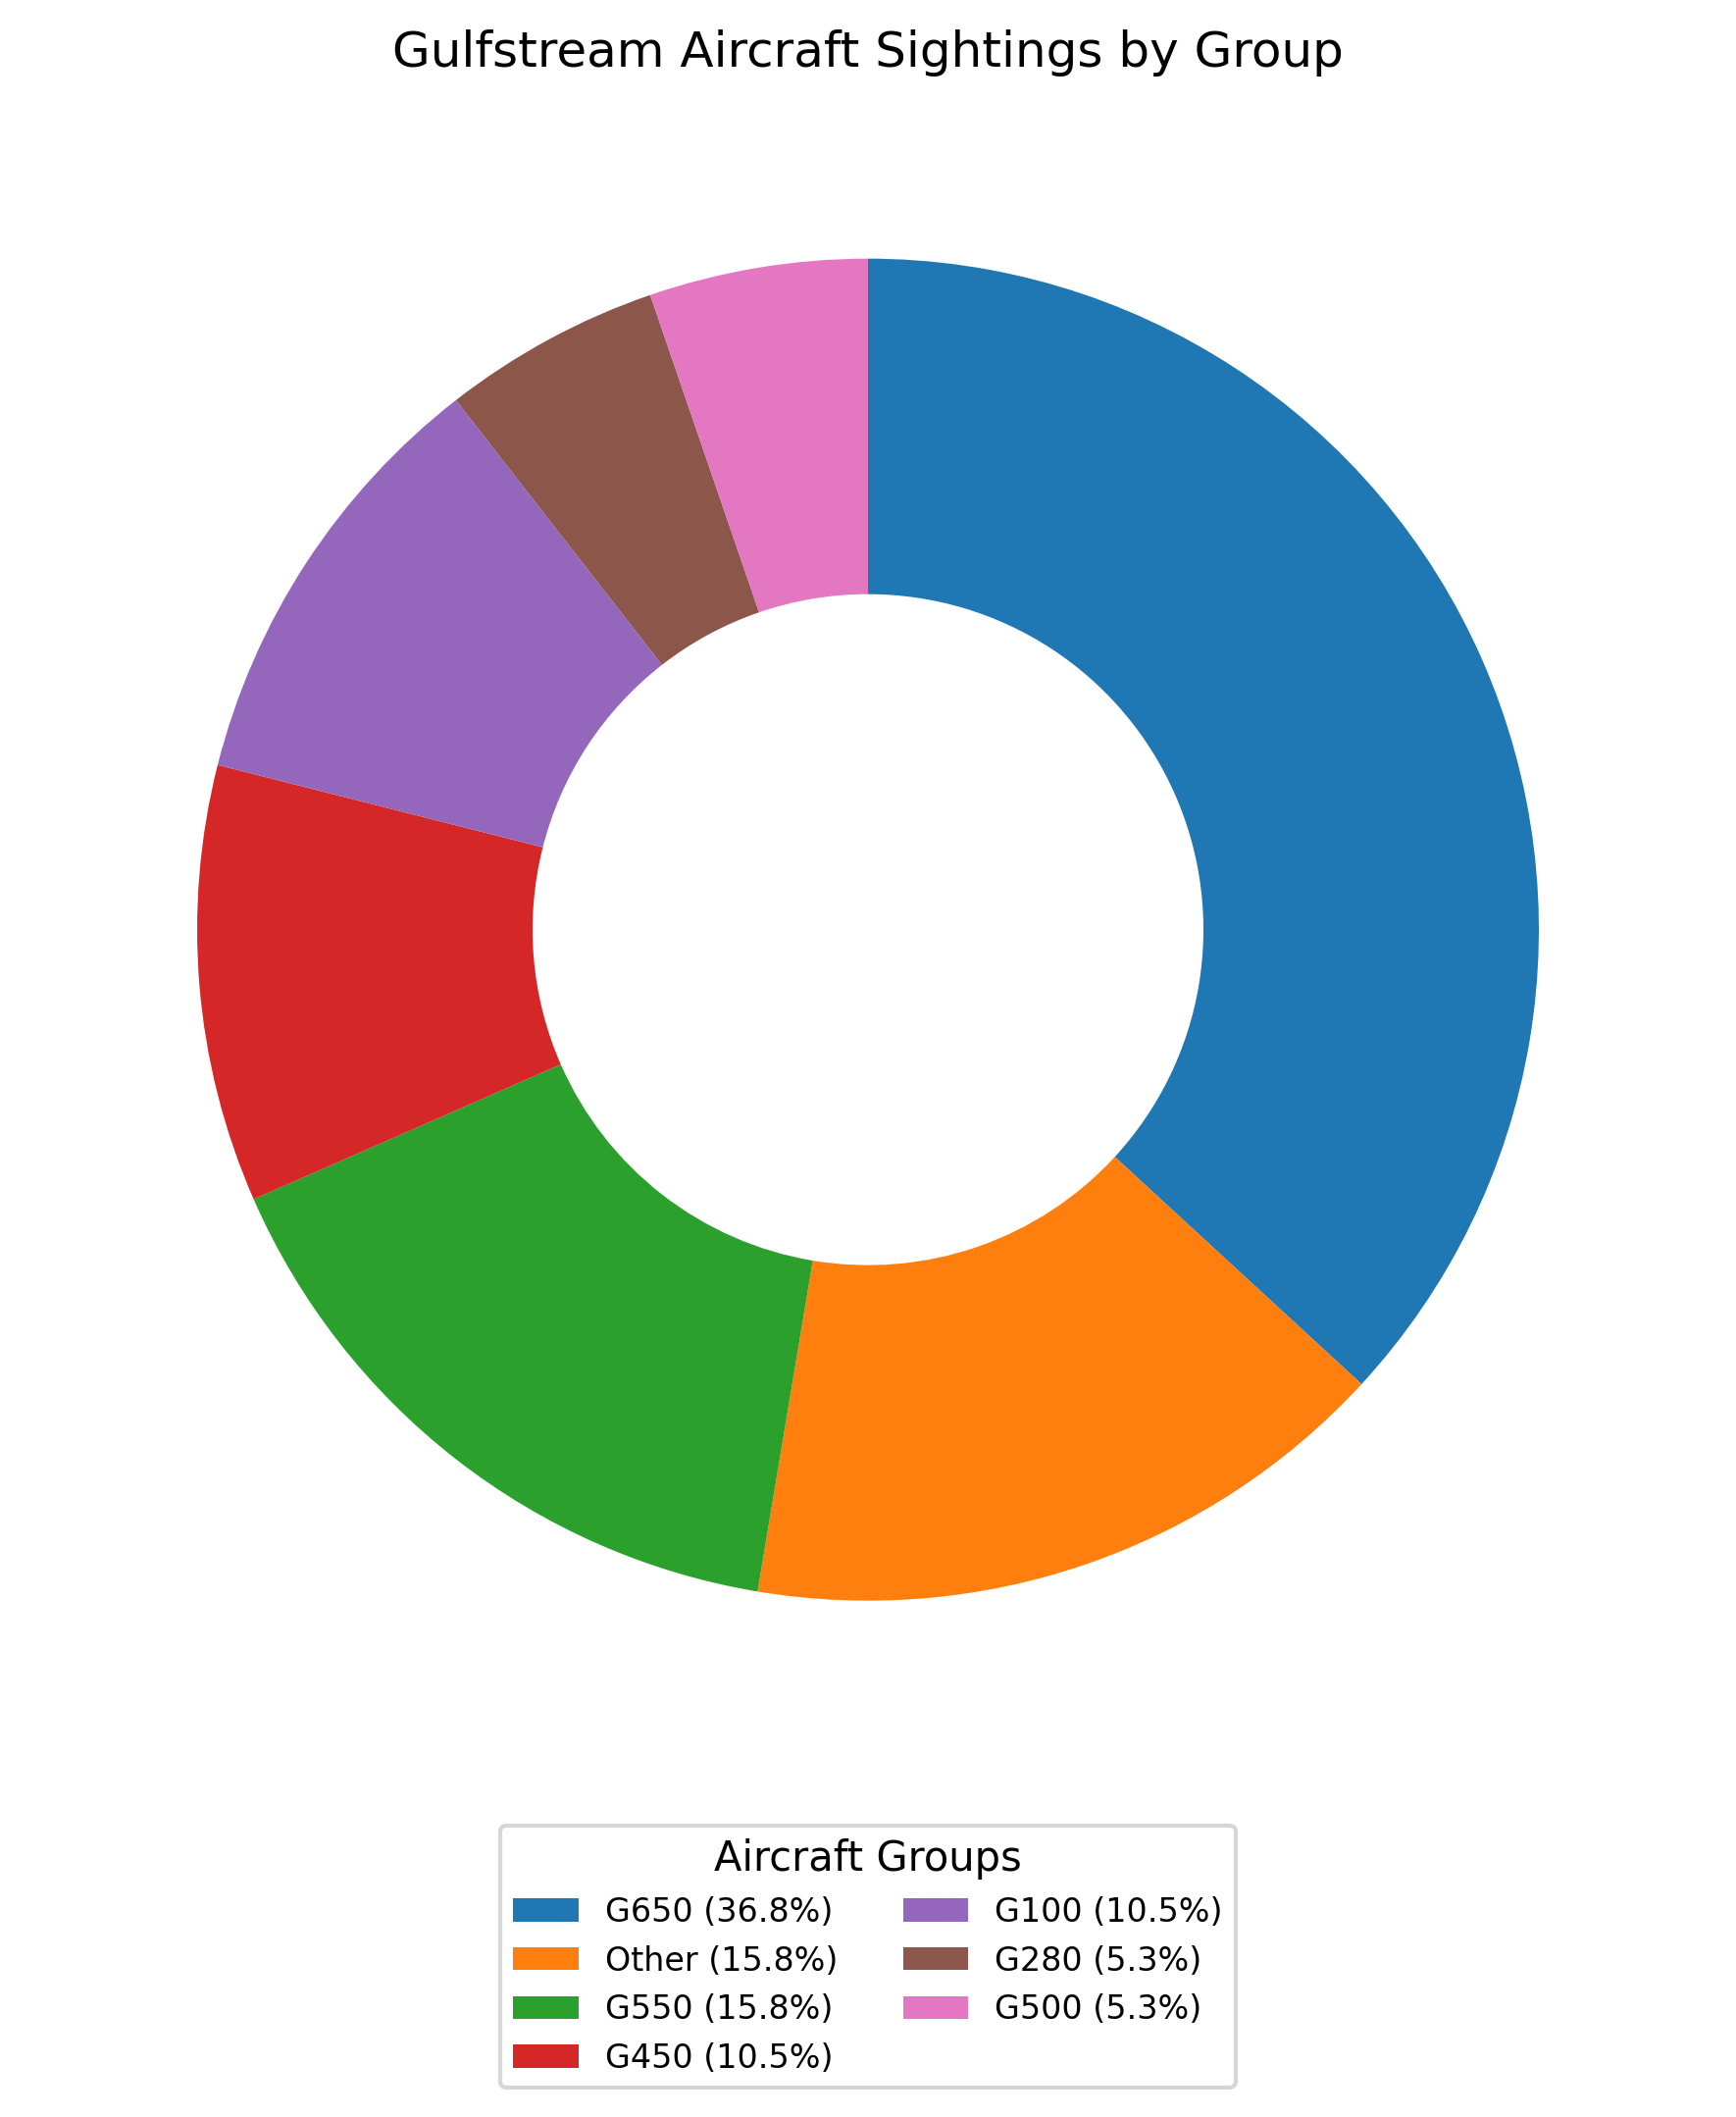 Gulfstream Aircraft Sightings by Group
Aircraft Groups
G650 (36.8%)
Other (15.8%)
G550 (15.8%)
G450 (10.5%)
G100 (10.5%)
G280 (5.3%)
G500 (5.3%)